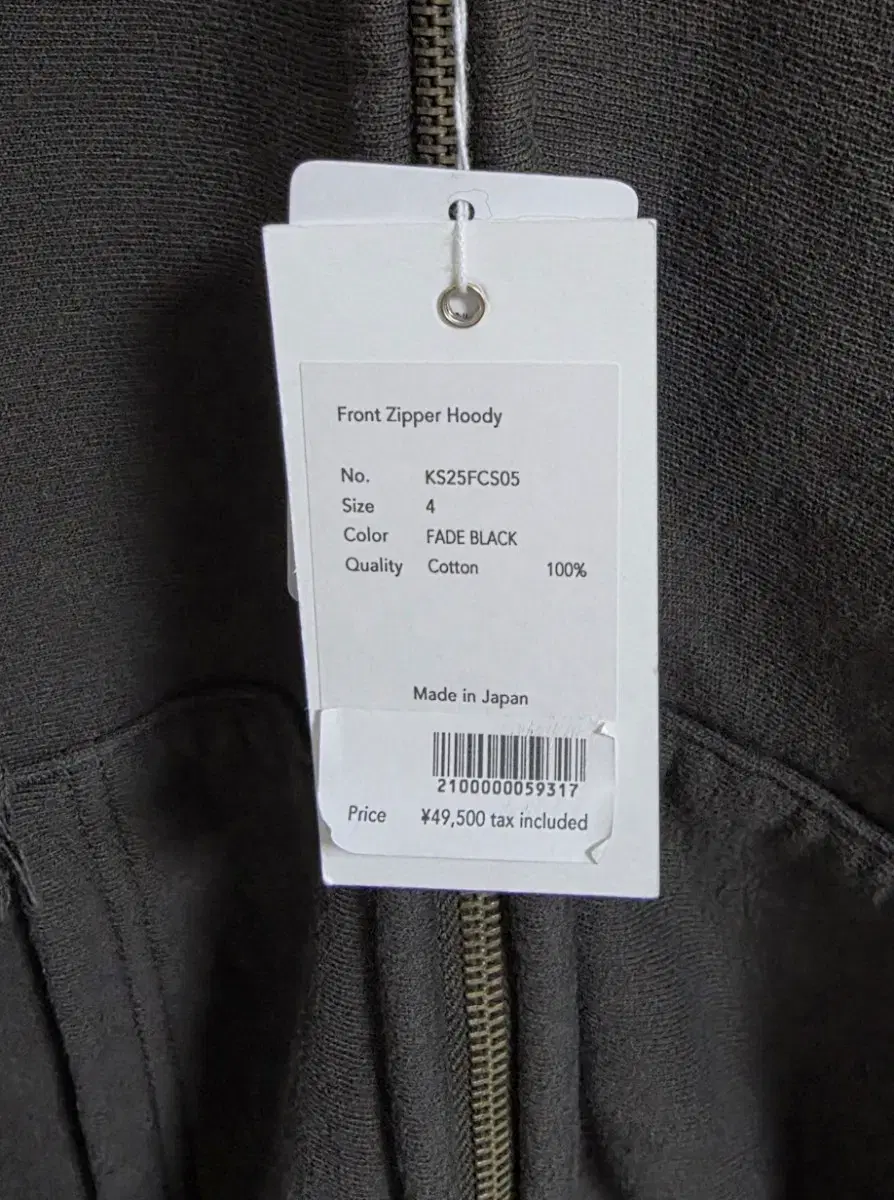 Front Zipper Hoody
No. KS25FCS05
Size 4
Color FADE BLACK
Quality Cotton 100%
Made in Japan
2100000059317
Price ¥49,500 tax included